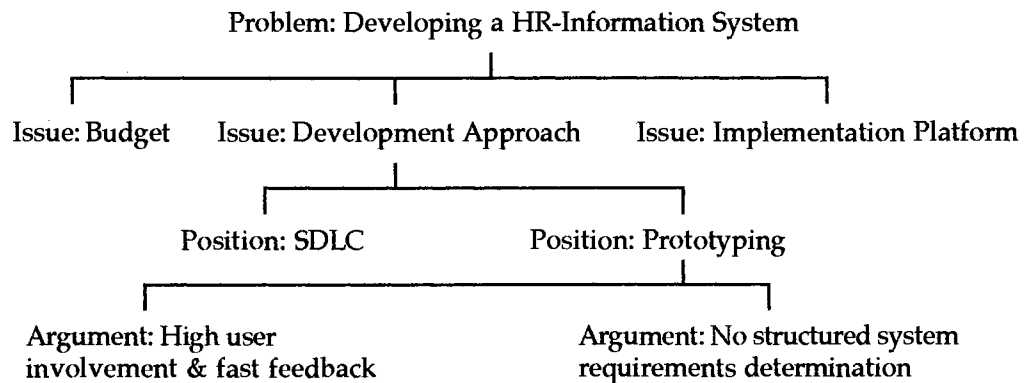 Problem: Developing a HR-Information System
Issue: Budget
Issue: Development Approach
Issue: Implementation Platform
Position: SDLC
Position: Prototyping
Argument: High user
involvement & fast feedback
Argument: No structured system
requirements determination